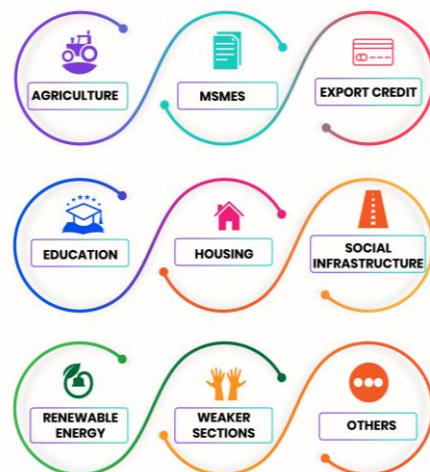 AGRICULTURE
MSMES
EXPORT CREDIT
EDUCATION
HOUSING
SOCIAL
INFRASTRUCTURE
RENEWABLE
ENERGY
WEAKER
SECTIONS
OTHERS